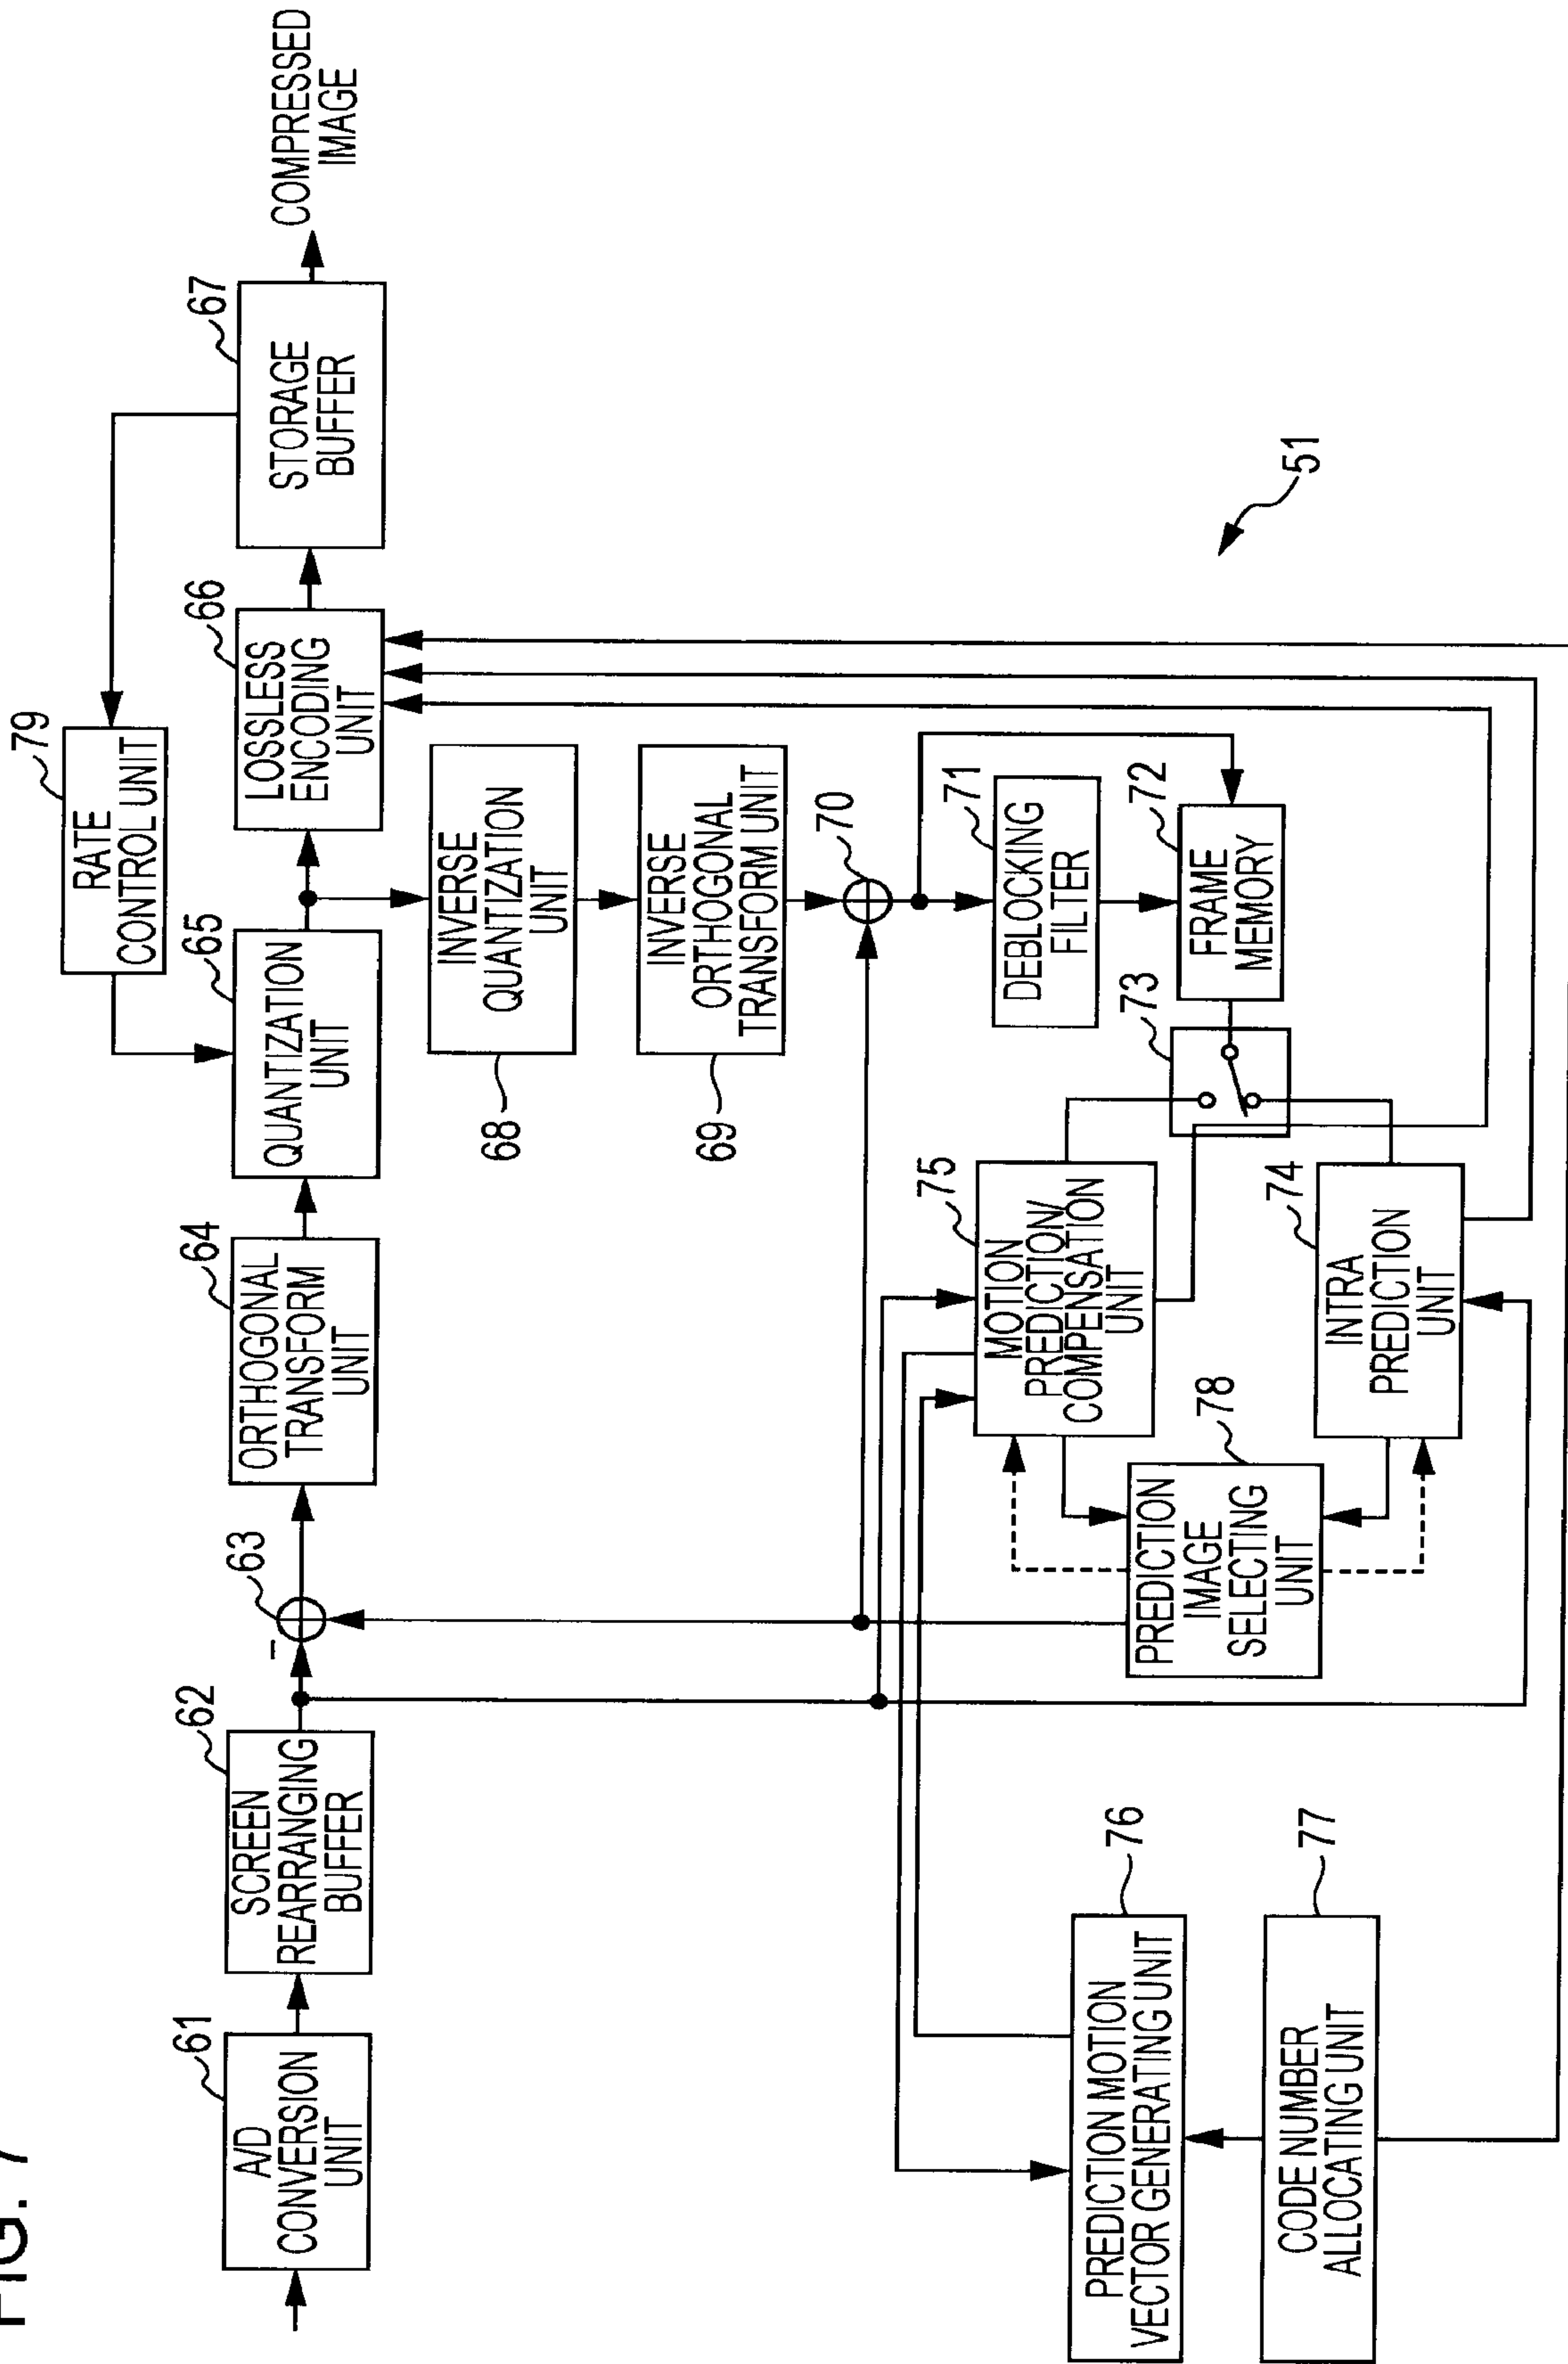 FIG. 7
61
A/D
CONVERSION
UNIT
62
SCREEN
REARRANGING
BUFFER
63
–
64
ORTHOGONAL
TRANSFORM
UNIT
65
QUANTIZATION
UNIT
79
RATE
CONTROL UNIT
66
LOSSLESS
ENCODING
UNIT
67
STORAGE
BUFFER
COMPRESSED
IMAGE
68
INVERSE
QUANTIZATION
UNIT
69
INVERSE
ORTHOGONAL
TRANSFORM UNIT
70
71
DEBLOCKING
FILTER
72
FRAME
MEMORY
73
75
MOTION
PREDICTION/
COMPENSATION
UNIT
74
INTRA
PREDICTION
UNIT
78
PREDICTION
IMAGE
SELECTING
UNIT
76
PREDICTION MOTION
VECTOR GENERATING UNIT
77
CODE NUMBER
ALLOCATING UNIT
51